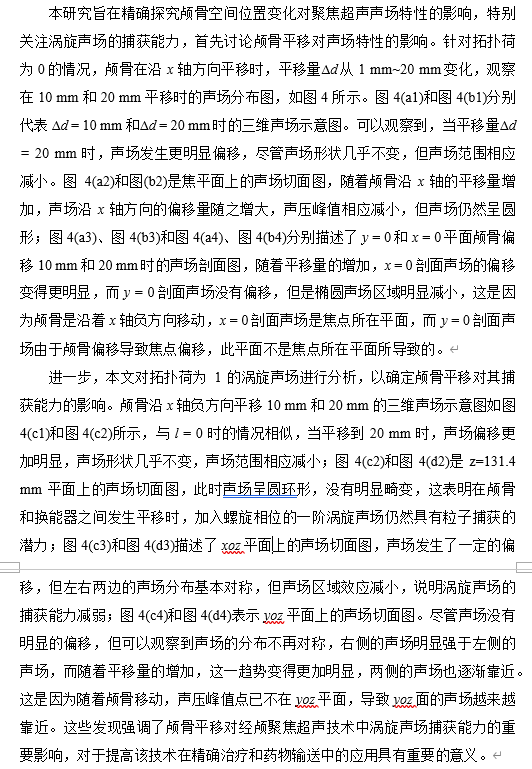 本研究旨在精确探究颅骨空间位置变化对聚焦超声声场特性的影响，特别
关注涡旋声场的捕获能力，首先讨论颅骨平移对声场特性的影响。针对拓扑荷
为 0 的情况，颅骨在沿 x 轴方向平移时，平移量Δd 从 1 mm~20 mm 变化，观察
在 10 mm 和 20 mm 平移时的声场分布图，如图 4 所示。图 4(a1)和图 4(b1)分别
代表 Δd = 10 mm 和Δd = 20 mm 时的三维声场示意图。可以观察到，当平移量Δd
= 20 mm 时，声场发生更明显偏移，尽管声场形状几乎不变，但声场范围相应
减小。图 4(a2)和图(b2)是焦平面上的声场切面图，随着颅骨沿 x 轴的平移量增
加，声场沿 x 轴方向的偏移量随之增大，声压峰值相应减小，但声场仍然呈圆
形；图 4(a3)、图 4(b3)和图 4(a4)、图 4(b4)分别描述了 y = 0 和 x = 0 平面颅骨偏
移 10 mm 和 20 mm 时的声场剖面图，随着平移量的增加，x = 0 剖面声场的偏移
变得更明显，而 y = 0 剖面声场没有偏移，但是椭圆声场区域明显减小，这是因
为颅骨是沿着 x 轴负方向移动，x = 0 剖面声场是焦点所在平面，而 y = 0 剖面声
场由于颅骨偏移导致焦点偏移，此平面不是焦点所在平面所导致的。
进一步，本文对拓扑荷为 1 的涡旋声场进行分析，以确定颅骨平移对其捕
获能力的影响。颅骨沿 x 轴负方向平移 10 mm 和 20 mm 的三维声场示意图如图
4(c1)和图 4(c2)所示，与 l = 0 时的情况相似，当平移到 20 mm 时，声场偏移更
加明显，声场形状几乎不变，声场范围相应减小；图 4(c2)和图 4(d2)是 z=131.4
mm 平面上的声场切面图，此时声场呈圆环形，没有明显畸变，这表明在颅骨
和换能器之间发生平移时，加入螺旋相位的一阶涡旋声场仍然具有粒子捕获的
潜力；图 4(c3)和图 4(d3)描述了 xoz 平面上的声场切面图，声场发生了一定的偏
移，但左右两边的声场分布基本对称，但声场区域效应减小，说明涡旋声场的
捕获能力减弱；图 4(c4)和图 4(d4)表示 yoz 平面上的声场切面图。尽管声场没有
明显的偏移，但可以观察到声场的分布不再对称，右侧的声场明显强于左侧的
声场，而随着平移量的增加，这一趋势变得更加明显，两侧的声场也逐渐靠近。
这是因为随着颅骨移动，声压峰值点已不在 yoz 平面，导致 yoz 面的声场越来越
靠近。这些发现强调了颅骨平移对经颅聚焦超声技术中涡旋声场捕获能力的重
要影响，对于提高该技术在精确治疗和药物输送中的应用具有重要的意义。